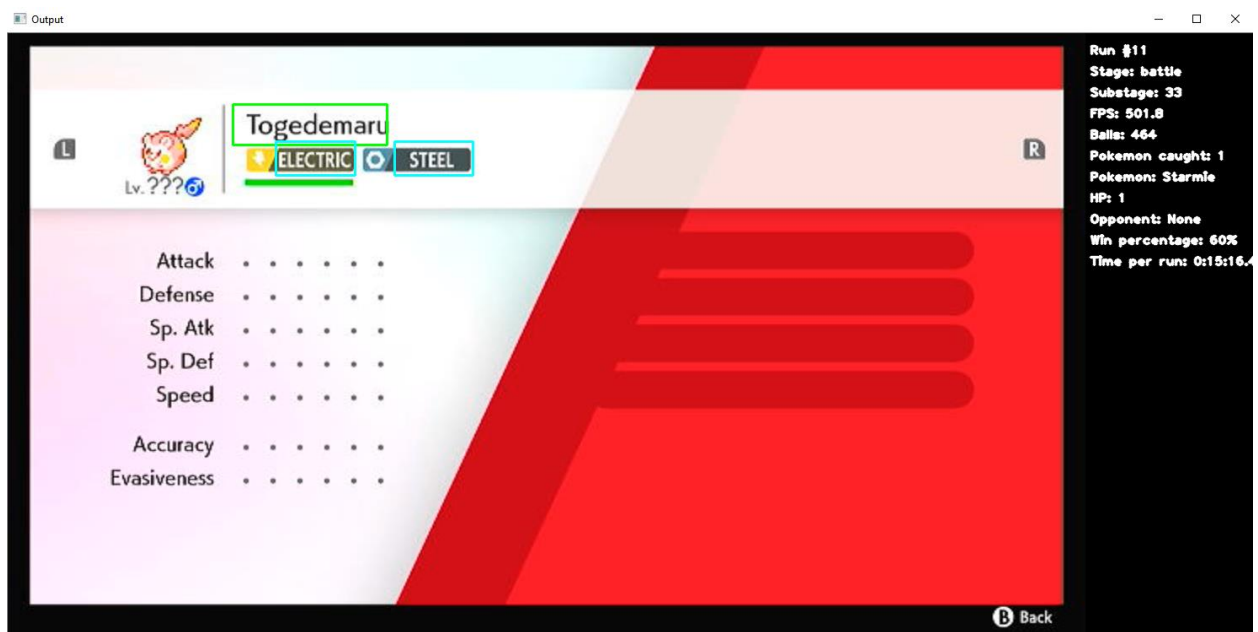 Output
Togedemaru
ELECTRIC STEEL
Lv.???
L
R
Attack
Defense
Sp. Atk
Sp. Def
Speed
Accuracy
Evasiveness
B Back
Run #11
Stage: battle
Substage: 33
FPS: 501.8
Balls: 464
Pokemon caught: 1
Pokemon: Starmie
HP: 1
Opponent: None
Win percentage: 60%
Time per run: 0:15:16.4